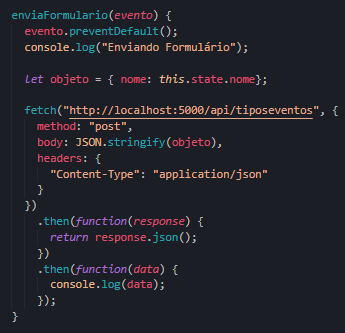 enviaFormulario(evento) {
  evento.preventDefault();
  console.log("Enviando Formulário");

  let objeto = { nome: this.state.nome};

  fetch("http://localhost:5000/api/tiposeventos", {
    method: "post",
    body: JSON.stringify(objeto),
    headers: {
      "Content-Type": "application/json"
    }
  })
    .then(function(response) {
      return response.json();
    })
    .then(function(data) {
      console.log(data);
    });
}